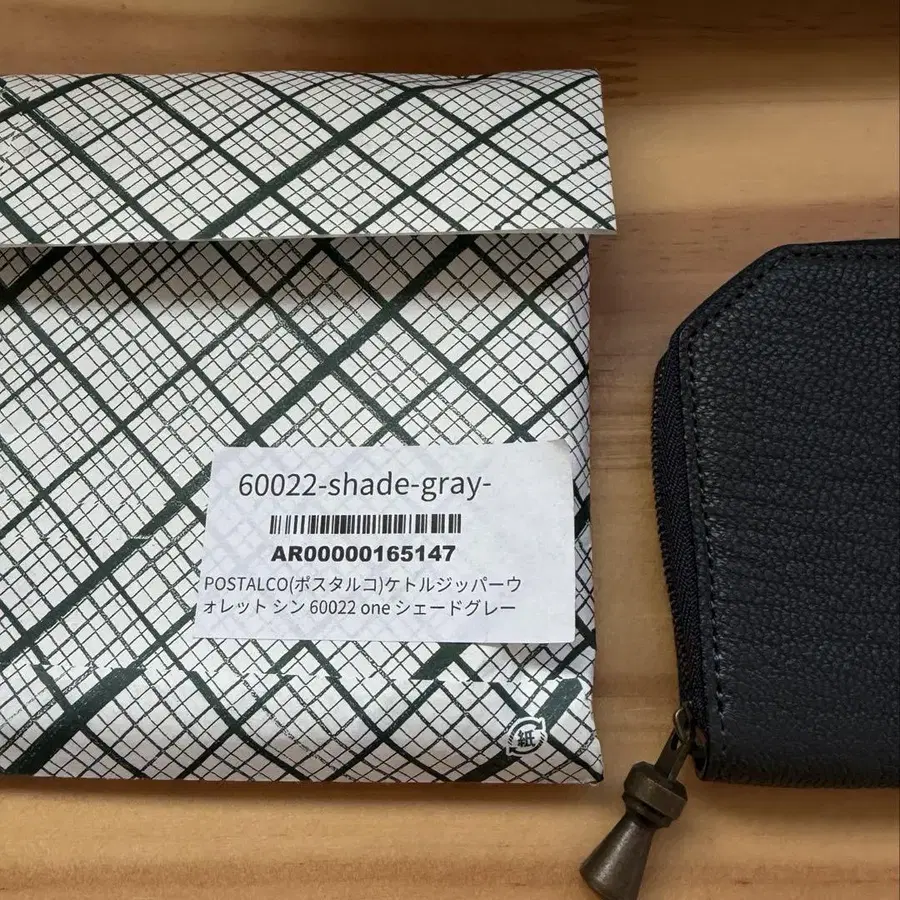 60022-shade-gray-
AR00000165147
POSTALCO(ポスタルコ)ケトルジッパーウ
ォレット シン 60022 one シェードグレー
紙